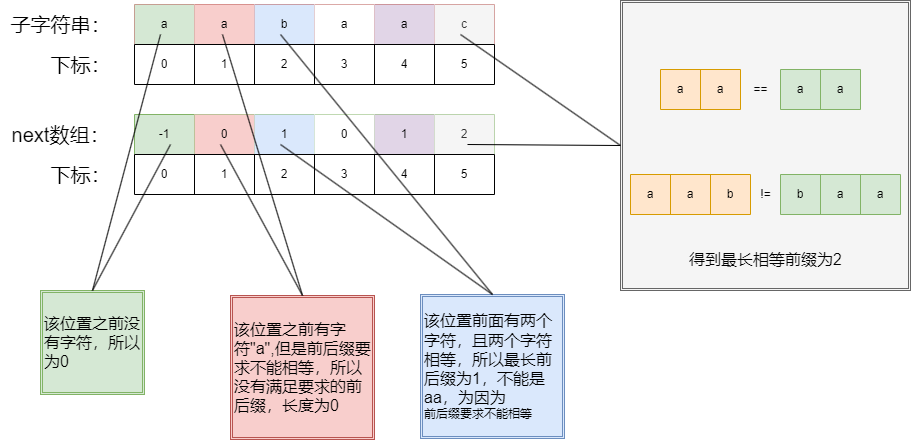 子字符串： a a b a a c
下标： 0 1 2 3 4 5
next数组： -1 0 1 0 1 2
下标： 0 1 2 3 4 5
a a == a a
a a b != b a a
得到最长相等前缀为2
该位置之前没
有字符，所以
为0
该位置之前有字
符"a",但是前后缀要
求不能相等，所以
没有满足要求的前
后缀，长度为0
该位置前面有两个
字符，且两个字符
相等，所以最长前
后缀为1，不能是
aa，为因为
前后缀要求不能相等